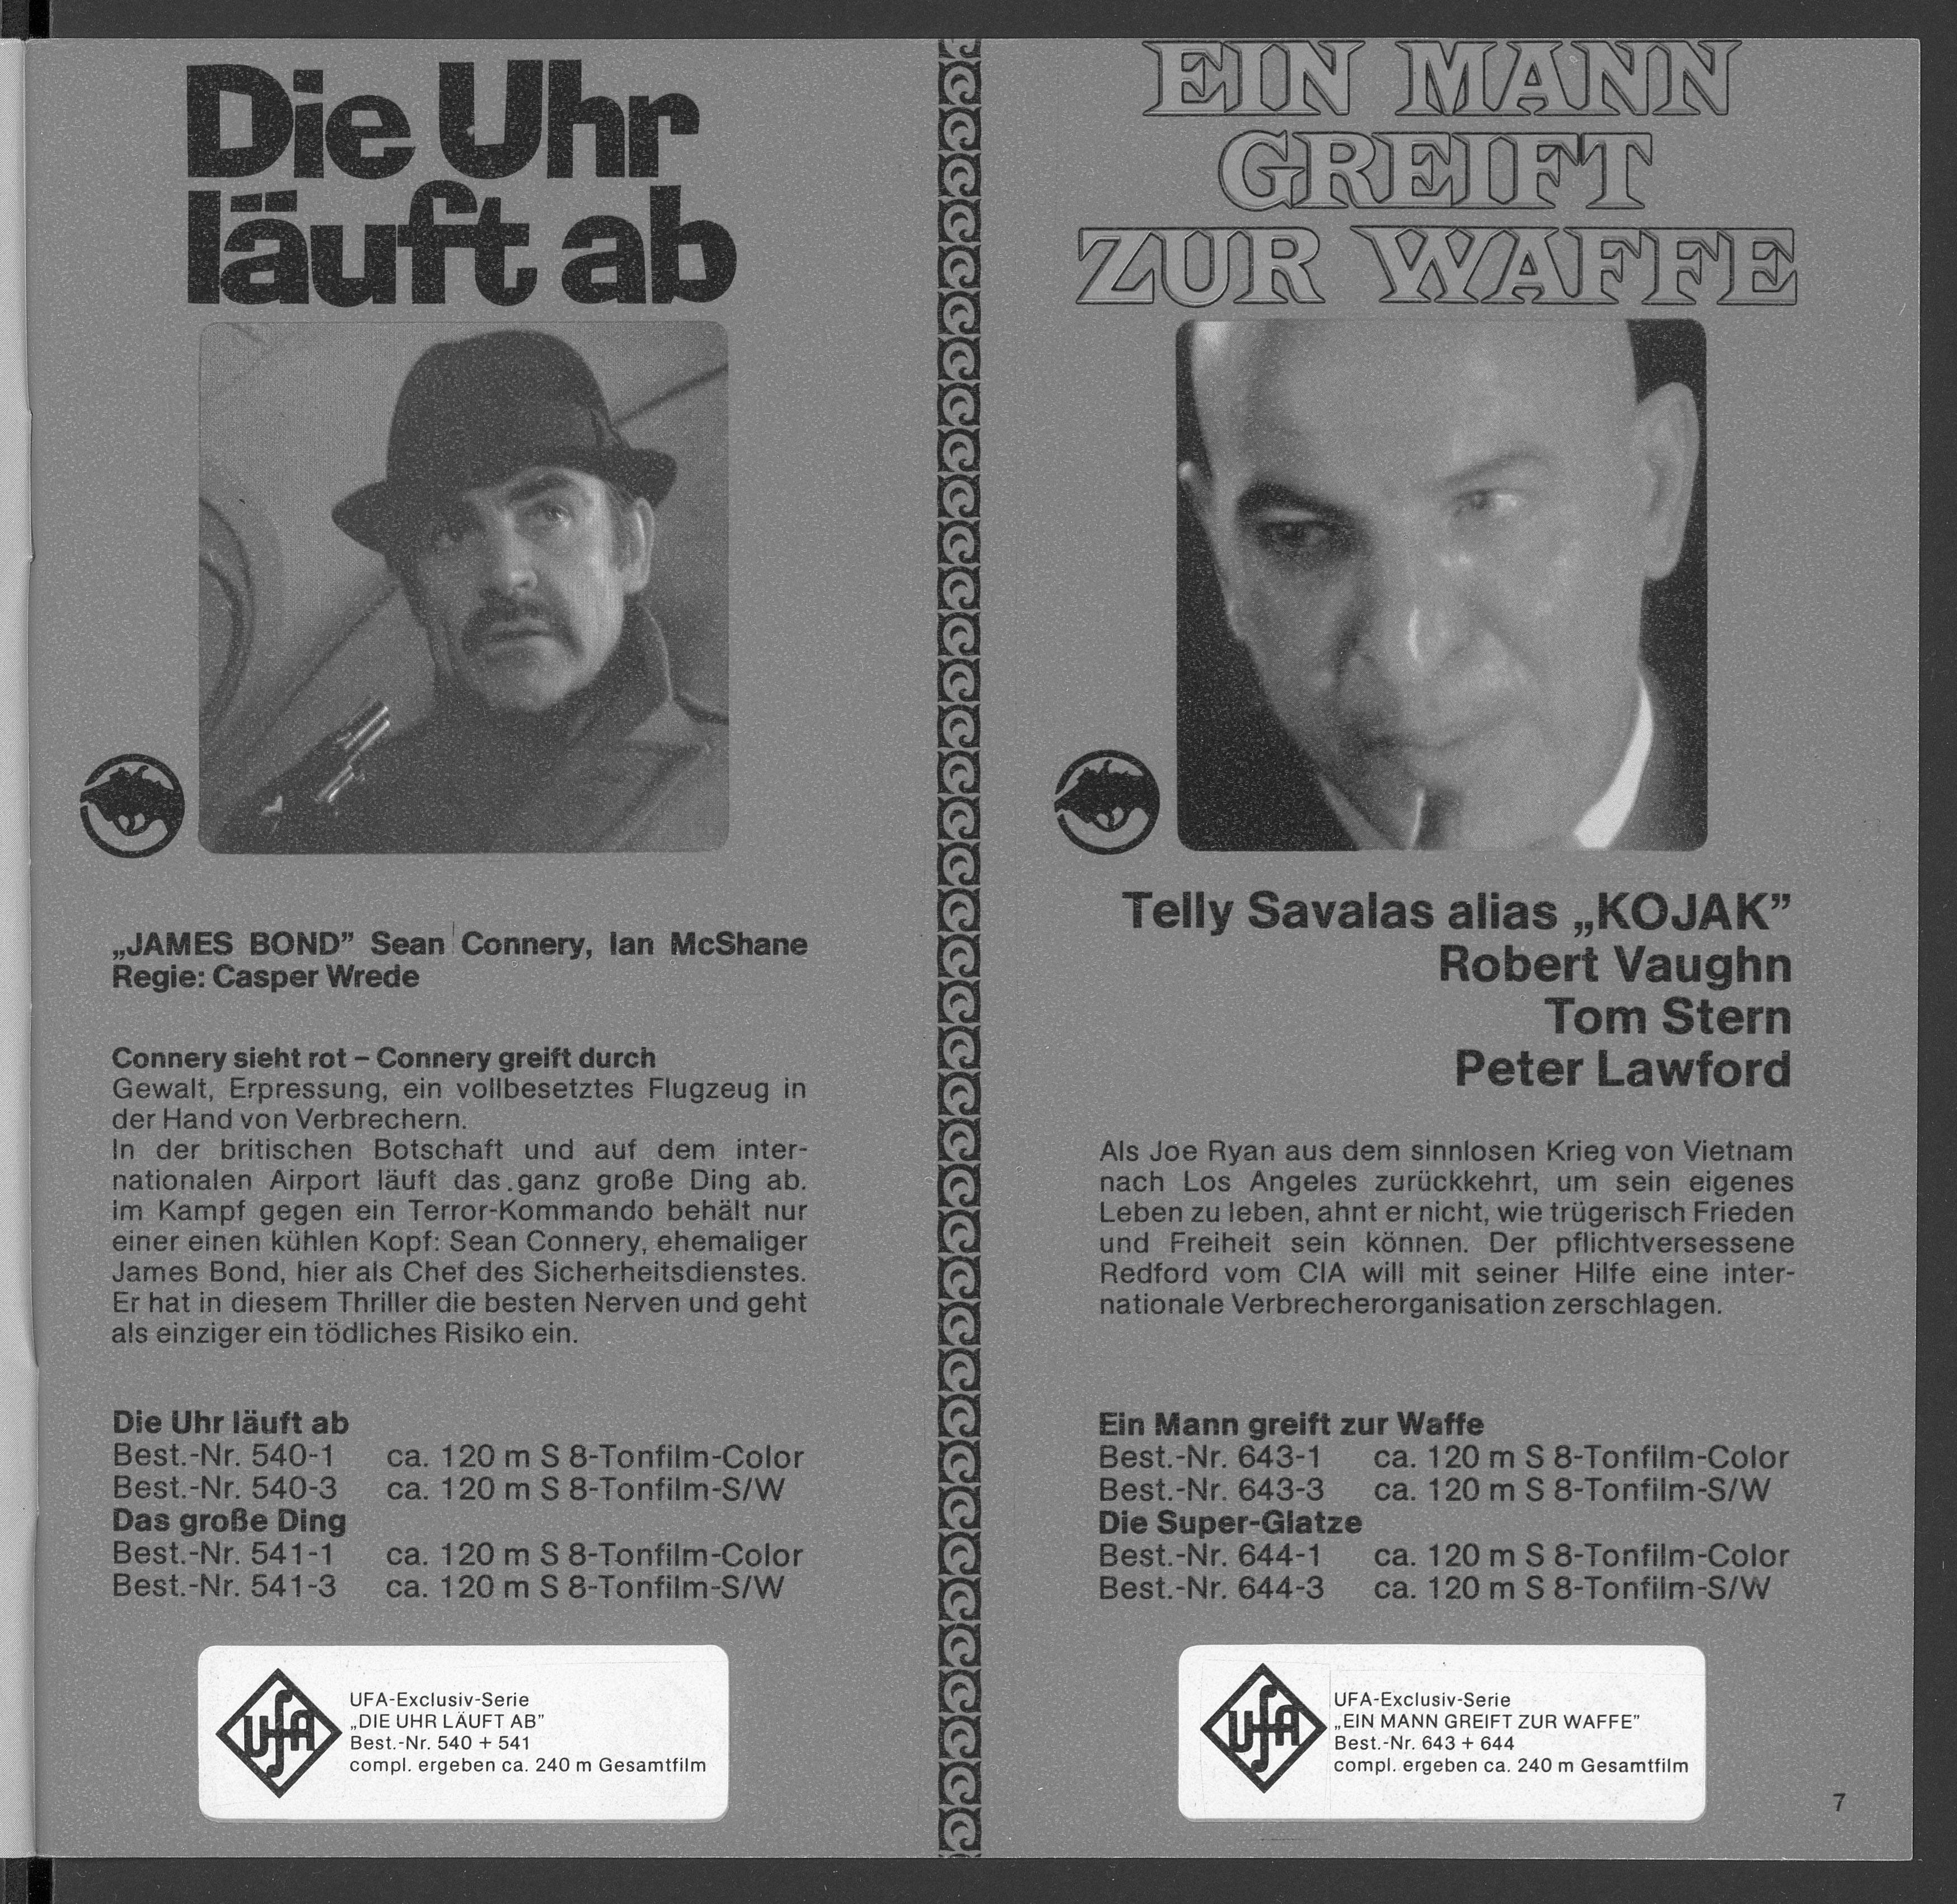 Die Uhr
läuft ab
„JAMES BOND” Sean Connery, Ian McShane
Regie: Casper Wrede
Connery sieht rot – Connery greift durch
Gewalt, Erpressung, ein vollbesetztes Flugzeug in
der Hand von Verbrechern.
In der britischen Botschaft und auf dem inter-
nationalen Airport läuft das ganz große Ding ab.
im Kampf gegen ein Terror-Kommando behält nur
einer einen kühlen Kopf: Sean Connery, ehemaliger
James Bond, hier als Chef des Sicherheitsdienstes.
Er hat in diesem Thriller die besten Nerven und geht
als einziger ein tödliches Risiko ein.
Die Uhr läuft ab
Best.-Nr. 540-1 ca. 120 m S 8-Tonfilm-Color
Best.-Nr. 540-3 ca. 120 m S 8-Tonfilm-S/W
Das große Ding
Best.-Nr. 541-1 ca. 120 m S 8-Tonfilm-Color
Best.-Nr. 541-3 ca. 120 m S 8-Tonfilm-S/W
UfA
UFA-Exclusiv-Serie
„DIE UHR LÄUFT AB”
Best.-Nr. 540 + 541
compl. ergeben ca. 240 m Gesamtfilm
EIN MANN
GREIFT
ZUR WAFFE
Telly Savalas alias „KOJAK”
Robert Vaughn
Tom Stern
Peter Lawford
Als Joe Ryan aus dem sinnlosen Krieg von Vietnam
nach Los Angeles zurückkehrt, um sein eigenes
Leben zu leben, ahnt er nicht, wie trügerisch Frieden
und Freiheit sein können. Der pflichtversessene
Redford vom CIA will mit seiner Hilfe eine inter-
nationale Verbrecherorganisation zerschlagen.
Ein Mann greift zur Waffe
Best.-Nr. 643-1 ca. 120 m S 8-Tonfilm-Color
Best.-Nr. 643-3 ca. 120 m S 8-Tonfilm-S/W
Die Super-Glatze
Best.-Nr. 644-1 ca. 120 m S 8-Tonfilm-Color
Best.-Nr. 644-3 ca. 120 m S 8-Tonfilm-S/W
UfA
UFA-Exclusiv-Serie
„EIN MANN GREIFT ZUR WAFFE”
Best.-Nr. 643 + 644
compl. ergeben ca. 240 m Gesamtfilm
7